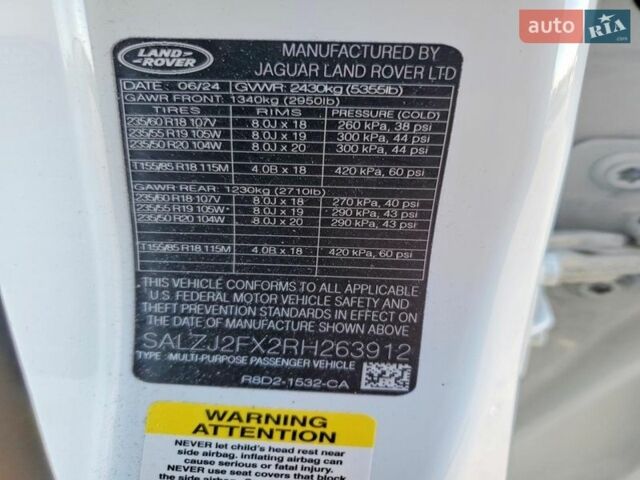 auto RIA
LAND ROVER
MANUFACTURED BY
JAGUAR LAND ROVER LTD
DATE: 06/24 GVWR: 2430kg (5355lb)
GAWR FRONT: 1340kg (2950lb)
TIRES RIMS PRESSURE (COLD)
235/60 R18 107V 8.0J x 18 260 kPa, 38 psi
235/55 R19 105W 8.0J x 19 300 kPa, 44 psi
235/50 R20 104W 8.0J x 20 300 kPa, 44 psi
T155/85 R18 115M 4.0B x 18 420 kPa, 60 psi
GAWR REAR: 1230kg (2710lb)
235/60 R18 107V 8.0J x 18 270 kPa, 40 psi
235/55 R19 105W 8.0J x 19 290 kPa, 43 psi
235/50 R20 104W 8.0J x 20 290 kPa, 43 psi
T155/85 R18 115M 4.0B x 18 420 kPa, 60 psi
THIS VEHICLE CONFORMS TO ALL APPLICABLE
U.S. FEDERAL MOTOR VEHICLE SAFETY AND
THEFT PREVENTION STANDARDS IN EFFECT ON
THE DATE OF MANUFACTURE SHOWN ABOVE
SALZJ2FX2RH263912
TYPE: MULTI-PURPOSE PASSENGER VEHICLE
R8D2-1532-CA
WARNING
ATTENTION
NEVER let child's head rest near
side airbag, inflating airbag can
cause serious or fatal injury.
NEVER use seat covers that block
the side airbag